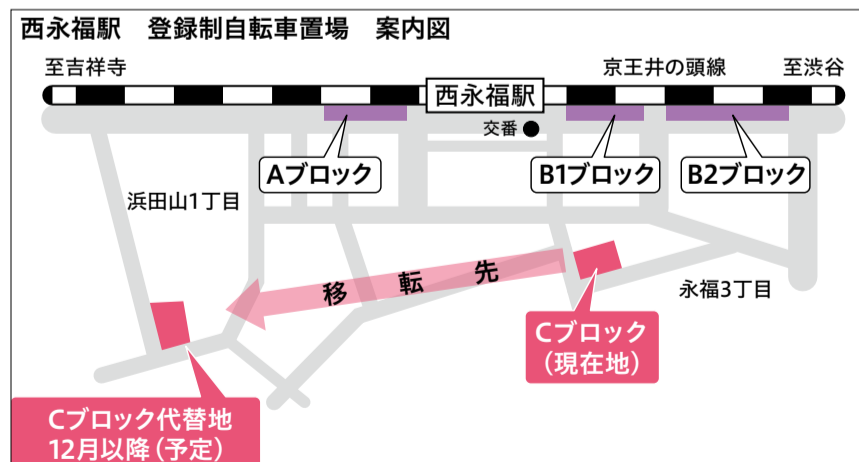 西永福駅 登録制自転車置場 案内図
至吉祥寺
京王井の頭線
至渋谷
西永福駅
交番
Aブロック
B1ブロック
B2ブロック
浜田山1丁目
移転先
永福3丁目
Cブロック
(現在地)
Cブロック代替地
12月以降(予定)